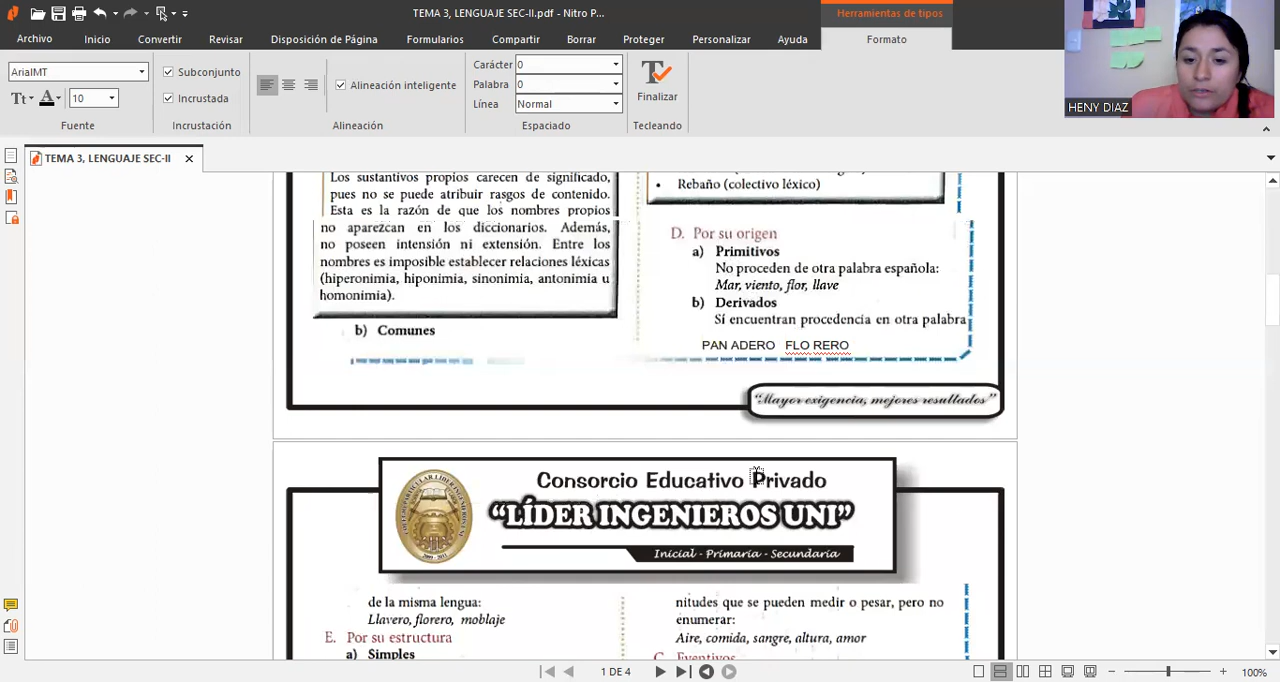 TEMA 3, LENGUAJE SEC-II.pdf - Nitro P...
Herramientas de tipos
Archivo Inicio Convertir Revisar Disposición de Página Formularios Compartir Borrar Proteger Personalizar Ayuda Formato
ArialMT
Subconjunto
Alineación inteligente
Carácter 0
Palabra 0
Tt A 10
Incrustada
Línea Normal
Finalizar
Fuente Incrustación Alineación Espaciado Tecleando
HENY DIAZ
TEMA 3, LENGUAJE SEC-II
Los sustantivos propios carecen de significado,
pues no se puede atribuir rasgos de contenido.
Esta es la razón de que los nombres propios
no aparezcan en los diccionarios. Además,
no poseen intensión ni extensión. Entre los
nombres es imposible establecer relaciones léxicas
(hiperonimia, hiponimia, sinonimia, antonimia u
homonimia).
b) Comunes
• Rebaño (colectivo léxico)
D. Por su origen
a) Primitivos
No proceden de otra palabra española:
Mar, viento, flor, llave
b) Derivados
Sí encuentran procedencia en otra palabra
PAN ADERO FLO RERO
"Mayor exigencia, mejores resultados"
Consorcio Educativo Privado
"LÍDER INGENIEROS UNI"
Inicial - Primaria - Secundaria
de la misma lengua:
Llavero, florero, moblaje
E. Por su estructura
a) Simples
nitudes que se pueden medir o pesar, pero no
enumerar:
Aire, comida, sangre, altura, amor
C. Eventivos
1 DE 4
100%